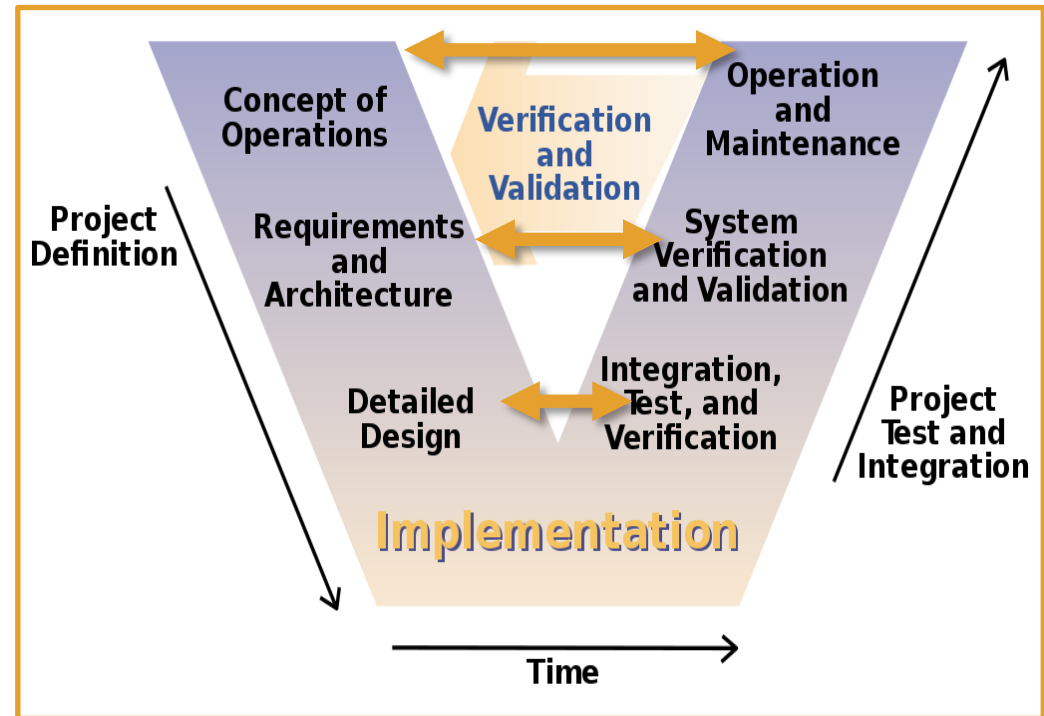 Concept of
Operations
Verification
and
Validation
Operation
and
Maintenance
Project
Definition
Requirements
and
Architecture
System
Verification
and Validation
Detailed
Design
Integration,
Test, and
Verification
Project
Test and
Integration
Implementation
Time